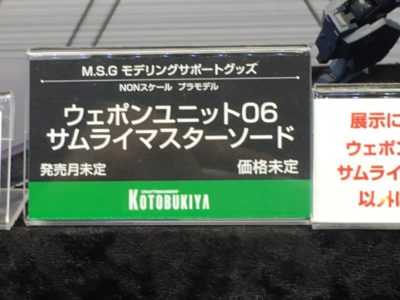 M.S.G モデリングサポートグッズ
NONスケール プラモデル
ウェポンユニット06
サムライマスターソード
発売月未定 価格未定
CRAFTSMANSHIP
KOTOBUKIYA
展示に
ウェポン
サムライ
以外